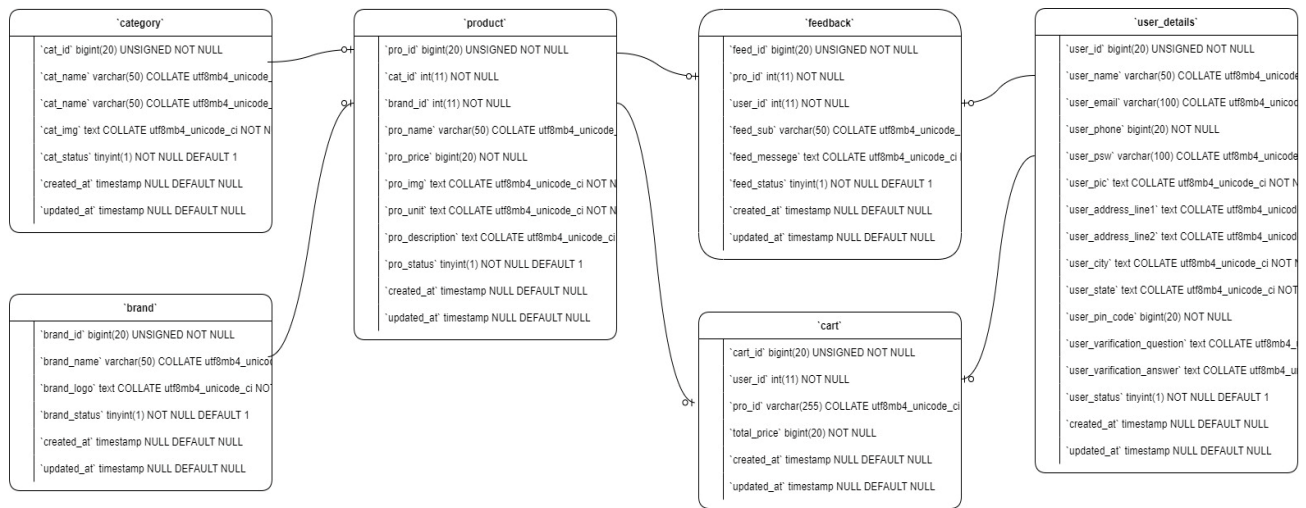 `category`
`cat_id` bigint(20) UNSIGNED NOT NULL
`cat_name` varchar(50) COLLATE utf8mb4_unicode_
`cat_name` varchar(50) COLLATE utf8mb4_unicode_
`cat_img` text COLLATE utf8mb4_unicode_ci NOT N
`cat_status` tinyint(1) NOT NULL DEFAULT 1
`created_at` timestamp NULL DEFAULT NULL
`updated_at` timestamp NULL DEFAULT NULL
`brand`
`brand_id` bigint(20) UNSIGNED NOT NULL
`brand_name` varchar(50) COLLATE utf8mb4_unico
`brand_logo` text COLLATE utf8mb4_unicode_ci NO
`brand_status` tinyint(1) NOT NULL DEFAULT 1
`created_at` timestamp NULL DEFAULT NULL
`updated_at` timestamp NULL DEFAULT NULL
`product`
`pro_id` bigint(20) UNSIGNED NOT NULL
`cat_id` int(11) NOT NULL
`brand_id` int(11) NOT NULL
`pro_name` varchar(50) COLLATE utf8mb4_unicode_
`pro_price` bigint(20) NOT NULL
`pro_img` text COLLATE utf8mb4_unicode_ci NOT N
`pro_unit` text COLLATE utf8mb4_unicode_ci NOT N
`pro_description` text COLLATE utf8mb4_unicode_ci
`pro_status` tinyint(1) NOT NULL DEFAULT 1
`created_at` timestamp NULL DEFAULT NULL
`updated_at` timestamp NULL DEFAULT NULL
`feedback`
`feed_id` bigint(20) UNSIGNED NOT NULL
`pro_id` int(11) NOT NULL
`user_id` int(11) NOT NULL
`feed_sub` varchar(50) COLLATE utf8mb4_unicode_
`feed_messege` text COLLATE utf8mb4_unicode_ci
`feed_status` tinyint(1) NOT NULL DEFAULT 1
`created_at` timestamp NULL DEFAULT NULL
`updated_at` timestamp NULL DEFAULT NULL
`cart`
`cart_id` bigint(20) UNSIGNED NOT NULL
`user_id` int(11) NOT NULL
`pro_id` varchar(255) COLLATE utf8mb4_unicode_ci
`total_price` bigint(20) NOT NULL
`created_at` timestamp NULL DEFAULT NULL
`updated_at` timestamp NULL DEFAULT NULL
`user_details`
`user_id` bigint(20) UNSIGNED NOT NULL
`user_name` varchar(50) COLLATE utf8mb4_unicode
`user_email` varchar(100) COLLATE utf8mb4_unicod
`user_phone` bigint(20) NOT NULL
`user_psw` varchar(100) COLLATE utf8mb4_unicode
`user_pic` text COLLATE utf8mb4_unicode_ci NOT N
`user_address_line1` text COLLATE utf8mb4_unicod
`user_address_line2` text COLLATE utf8mb4_unicod
`user_city` text COLLATE utf8mb4_unicode_ci NOT
`user_state` text COLLATE utf8mb4_unicode_ci NOT
`user_pin_code` bigint(20) NOT NULL
`user_varification_question` text COLLATE utf8mb4_
`user_varification_answer` text COLLATE utf8mb4_u
`user_status` tinyint(1) NOT NULL DEFAULT 1
`created_at` timestamp NULL DEFAULT NULL
`updated_at` timestamp NULL DEFAULT NULL